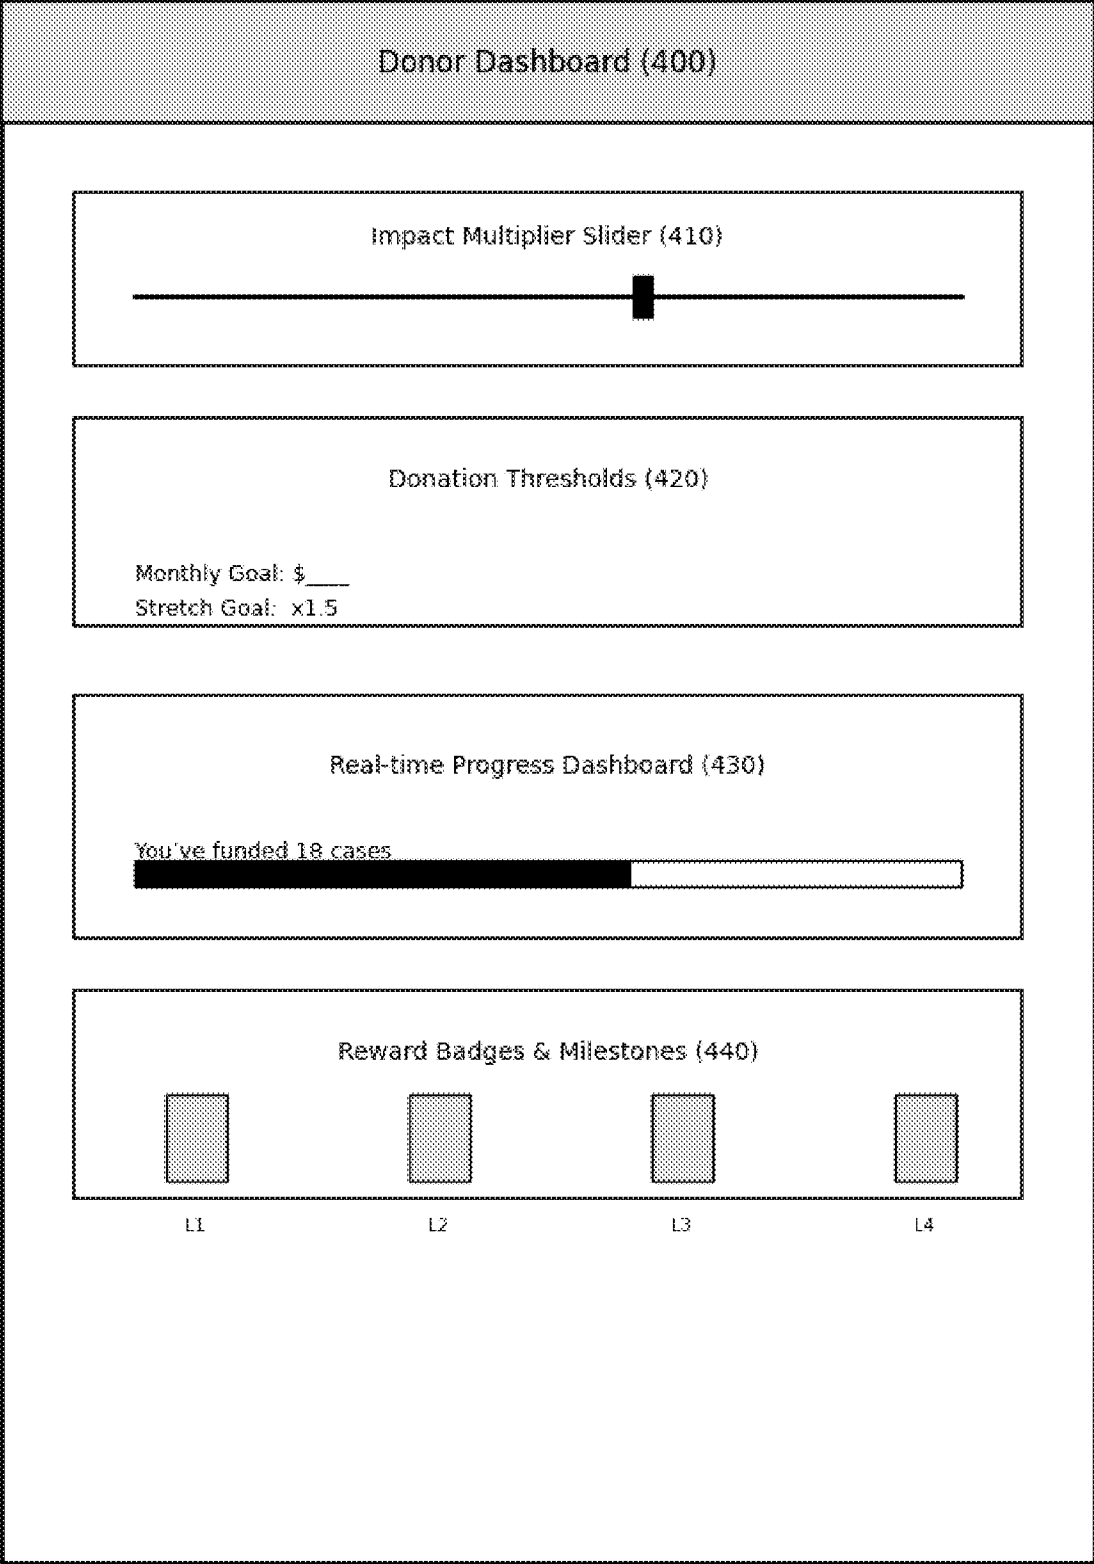 Donor Dashboard (400)
Impact Multiplier Slider (410)
Donation Thresholds (420)
Monthly Goal: $____
Stretch Goal:  x1.5
Real-time Progress Dashboard (430)
You've funded 18 cases
Reward Badges & Milestones (440)
L1 L2 L3 L4